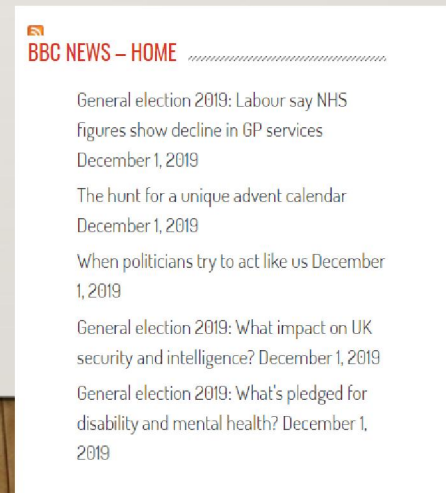 BBC NEWS – HOME
General election 2019: Labour say NHS
figures show decline in GP services
December 1, 2019
The hunt for a unique advent calendar
December 1, 2019
When politicians try to act like us December
1, 2019
General election 2019: What impact on UK
security and intelligence? December 1, 2019
General election 2019: What's pledged for
disability and mental health? December 1,
2019